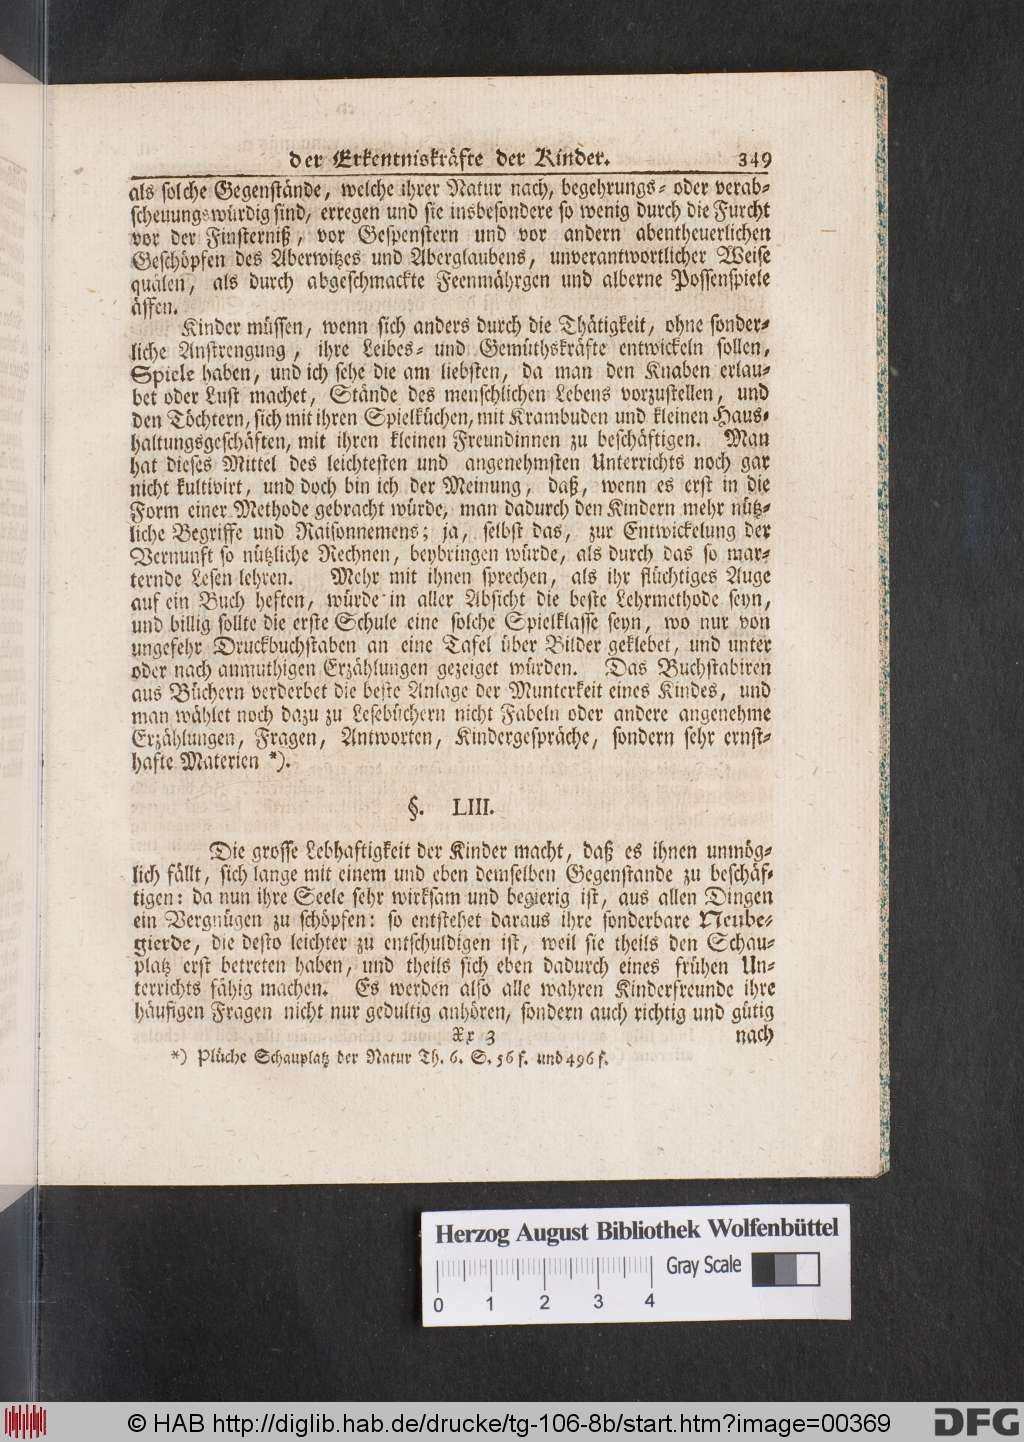 der Erkentniskräfte der Kinder. 349
als solche Gegenstände, welche ihrer Natur nach, begehrungs- oder verab-
scheuungswürdig sind, erregen und sie insbesondere so wenig durch die Furcht
vor der Finsterniß, vor Gespenstern und vor andern abentheuerlichen
Geschöpfen des Aberwitzes und Aberglaubens, unverantwortlicher Weise
quälen, als durch abgeschmackte Feenmährgen und alberne Possenspiele
äffen.
Kinder müssen, wenn sich anders durch die Thätigkeit, ohne sonder-
liche Anstrengung, ihre Leibes- und Gemüthskräfte entwickeln sollen,
Spiele haben, und ich sehe die am liebsten, da man den Knaben erlau-
bet oder Lust machet, Stände des menschlichen Lebens vorzustellen, und
den Töchtern, sich mit ihren Spielküchen, mit Krambuden und kleinen Haus-
haltungsgeschäften, mit ihren kleinen Freundinnen zu beschäftigen. Man
hat dieses Mittel des leichtesten und angenehmsten Unterrichts noch gar
nicht kultivirt, und doch bin ich der Meinung, daß, wenn es erst in die
Form einer Methode gebracht würde, man dadurch den Kindern mehr nütz-
liche Begriffe und Raisonnemens; ja, selbst das, zur Entwickelung der
Vernunft so nützliche Rechnen, beybringen würde, als durch das so mar-
ternde Lesen lehren. Mehr mit ihnen sprechen, als ihr flüchtiges Auge
auf ein Buch heften, würde in aller Absicht die beste Lehrmethode seyn,
und billig sollte die erste Schule eine solche Spielklasse seyn, wo nur von
ungefehr Druckbuchstaben an eine Tafel über Bilder geklebet, und unter
oder nach anmuthigen Erzählungen gezeiget würden. Das Buchstabiren
aus Büchern verderbet die beste Anlage der Munterkeit eines Kindes, und
man wählet noch dazu zu Lesebüchern nicht Fabeln oder andere angenehme
Erzählungen, Fragen, Antworten, Kindergespräche, sondern sehr ernst-
hafte Materien *).
§. LIII.
Die grosse Lebhaftigkeit der Kinder macht, daß es ihnen unmög-
lich fällt, sich lange mit einem und eben demselben Gegenstande zu beschäf-
tigen: da nun ihre Seele sehr wirksam und begierig ist, aus allen Dingen
ein Vergnügen zu schöpfen: so entstehet daraus ihre sonderbare Neube-
gierde, die desto leichter zu entschuldigen ist, weil sie theils den Schau-
platz erst betreten haben, und theils sich eben dadurch eines frühen Un-
terrichts fähig machen. Es werden also alle wahren Kinderfreunde ihre
häufigen Fragen nicht nur gedultig anhören, sondern auch richtig und gütig
Xx 3 nach
*) Plüche Schauplatz der Natur Th. 6. S. 56 f. und 496 f.
Herzog August Bibliothek Wolfenbüttel
Gray Scale
0 1 2 3 4
© HAB http://diglib.hab.de/drucke/tg-106-8b/start.htm?image=00369
DFG